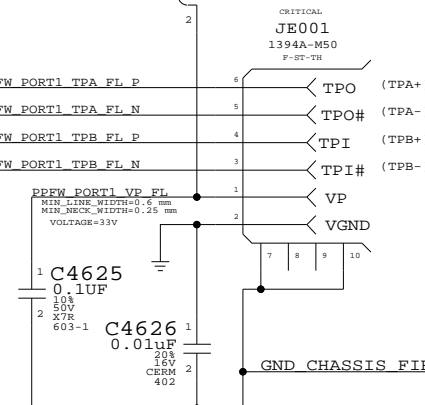 CRITICAL
JE001
1394A-M50
F-ST-TH
2
FW_PORT1_TPA_FL_P 6 TPO (TPA+
FW_PORT1_TPA_FL_N 5 TPO# (TPA-
FW_PORT1_TPB_FL_P 4 TPI (TPB+
FW_PORT1_TPB_FL_N 3 TPI# (TPB-
PPFW_PORT1_VP_FL 1 VP
MIN_LINE_WIDTH=0.6 mm
MIN_NECK_WIDTH=0.25 mm
VOLTAGE=33V
2 VGND
7 8 9 10
1 C4625
0.1UF
10%
50V
2 X7R
603-1
C4626 1
0.01uF
20%
16V
CERM 2
402
GND_CHASSIS_FI